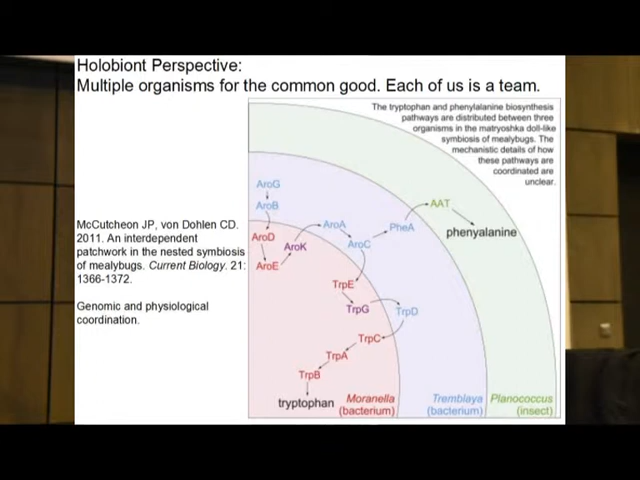 Holobiont Perspective:
Multiple organisms for the common good. Each of us is a team.
The tryptophan and phenylalanine biosynthesis
pathways are distributed between three
organisms in the matryoshka doll-like
symbiosis of mealybugs. The
mechanistic details of how
these pathways are
coordinated are
unclear.
McCutcheon JP, von Dohlen CD.
2011. An interdependent
patchwork in the nested symbiosis
of mealybugs. Current Biology. 21:
1366-1372.
Genomic and physiological
coordination.
AroG
AroB
AroD
AroE
AroK
AroA
AroC
PheA
AAT
phenyalanine
TrpE
TrpG
TrpD
TrpC
TrpA
TrpB
tryptophan
Moranella
(bacterium)
Tremblaya
(bacterium)
Planococcus
(insect)